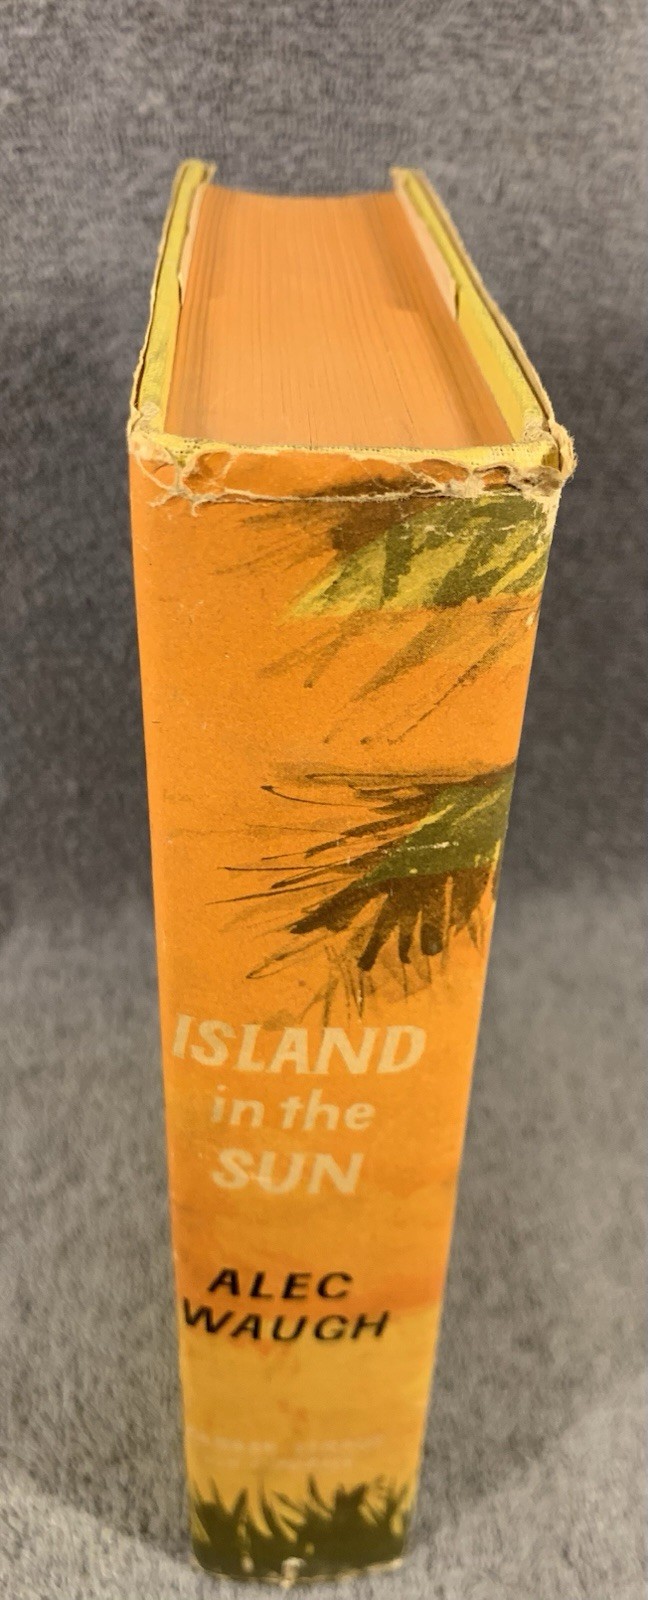 ISLAND
in the
SUN
ALEC
WAUGH